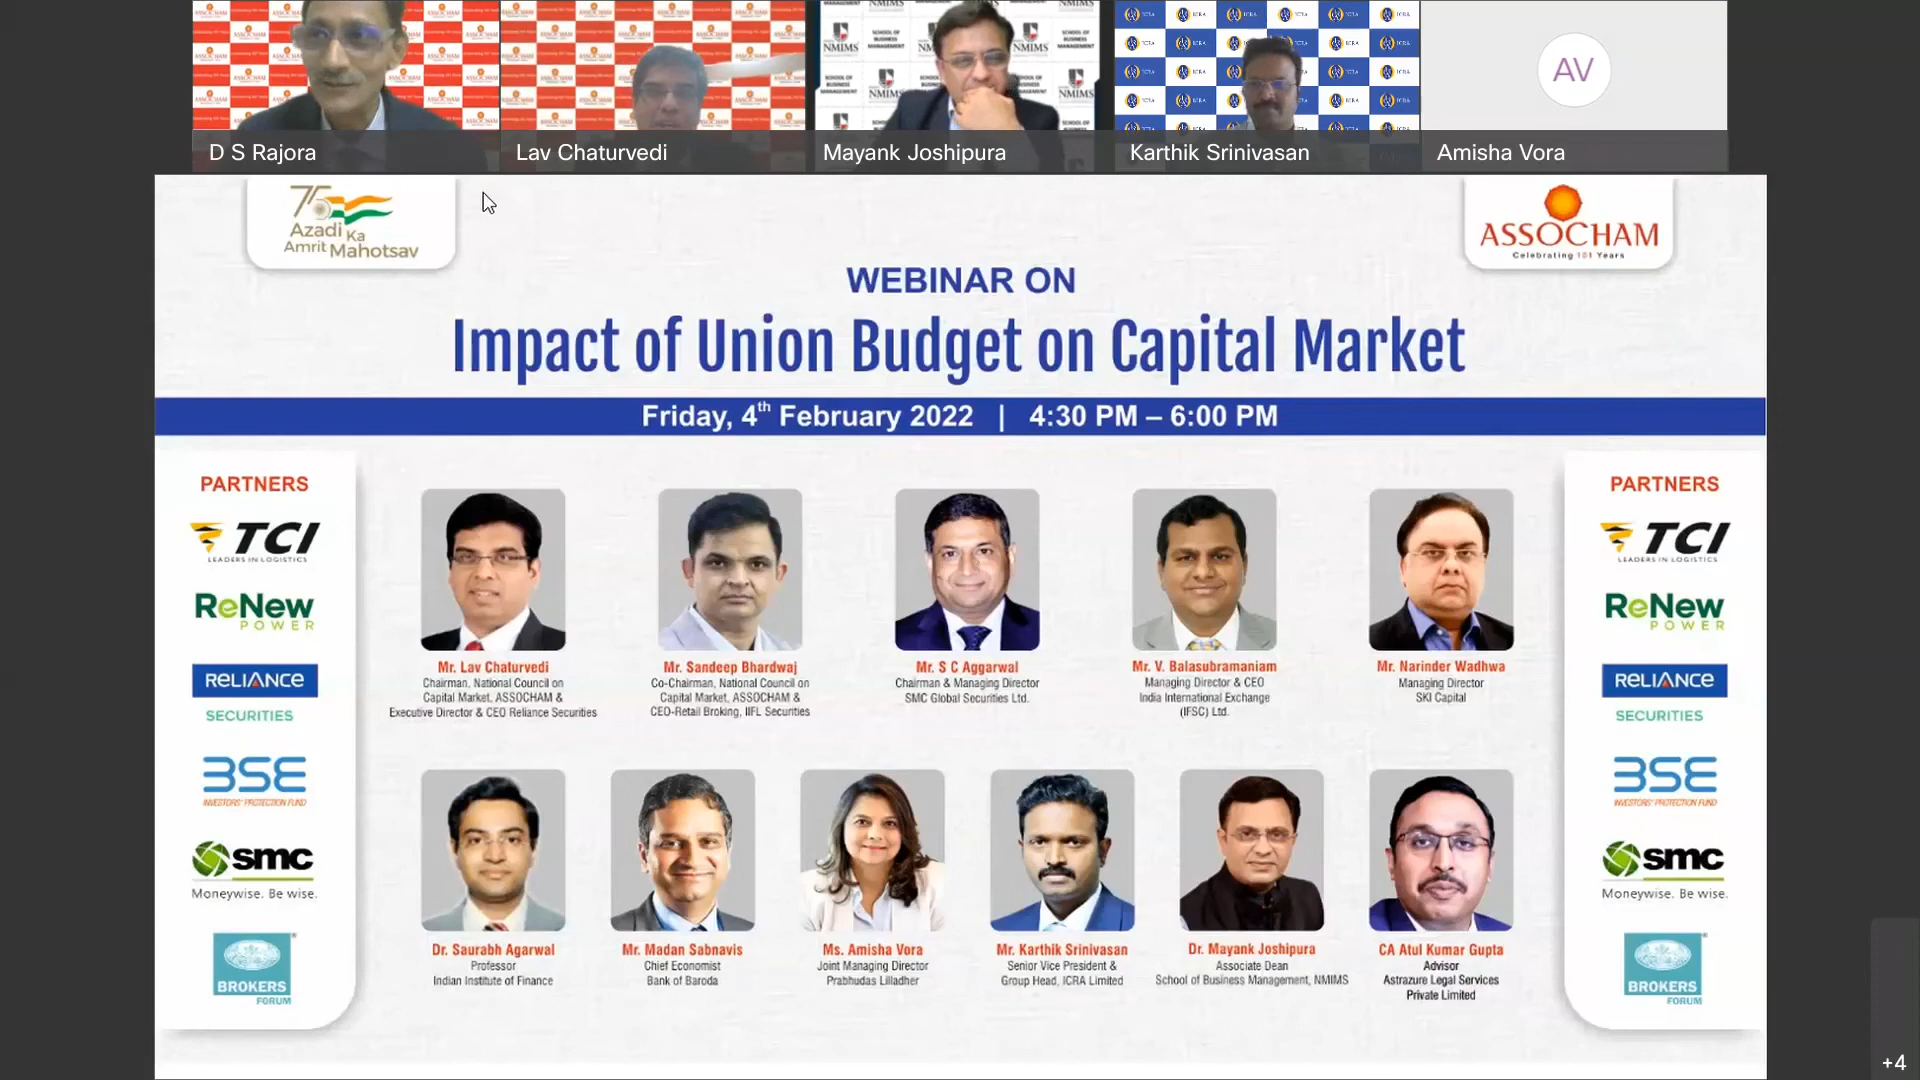 D S Rajora
Lav Chaturvedi
Mayank Joshipura
Karthik Srinivasan
AV
Amisha Vora
75
Azadi Ka
Amrit Mahotsav
ASSOCHAM
Celebrating 101 Years
WEBINAR ON
Impact of Union Budget on Capital Market
Friday, 4th February 2022 | 4:30 PM – 6:00 PM
PARTNERS
TCI
LEADERS IN LOGISTICS
ReNew
POWER
RELIANCE
SECURITIES
BSE
INVESTORS' PROTECTION FUND
smc
Moneywise. Be wise.
BROKERS
FORUM
Mr. Lav Chaturvedi
Chairman, National Council on
Capital Market, ASSOCHAM &
Executive Director & CEO Reliance Securities
Mr. Sandeep Bhardwaj
Co-Chairman, National Council on
Capital Market, ASSOCHAM &
CEO-Retail Broking, IIFL Securities
Mr. S C Aggarwal
Chairman & Managing Director
SMC Global Securities Ltd.
Mr. V. Balasubramaniam
Managing Director & CEO
India International Exchange
(IFSC) Ltd.
Mr. Narinder Wadhwa
Managing Director
SKI Capital
Dr. Saurabh Agarwal
Professor
Indian Institute of Finance
Mr. Madan Sabnavis
Chief Economist
Bank of Baroda
Ms. Amisha Vora
Joint Managing Director
Prabhudas Lilladher
Mr. Karthik Srinivasan
Senior Vice President &
Group Head, ICRA Limited
Dr. Mayank Joshipura
Associate Dean
School of Business Management, NMIMS
CA Atul Kumar Gupta
Advisor
Astrazure Legal Services
Private Limited
PARTNERS
TCI
LEADERS IN LOGISTICS
ReNew
POWER
RELIANCE
SECURITIES
BSE
INVESTORS' PROTECTION FUND
smc
Moneywise. Be wise.
BROKERS
FORUM
+4